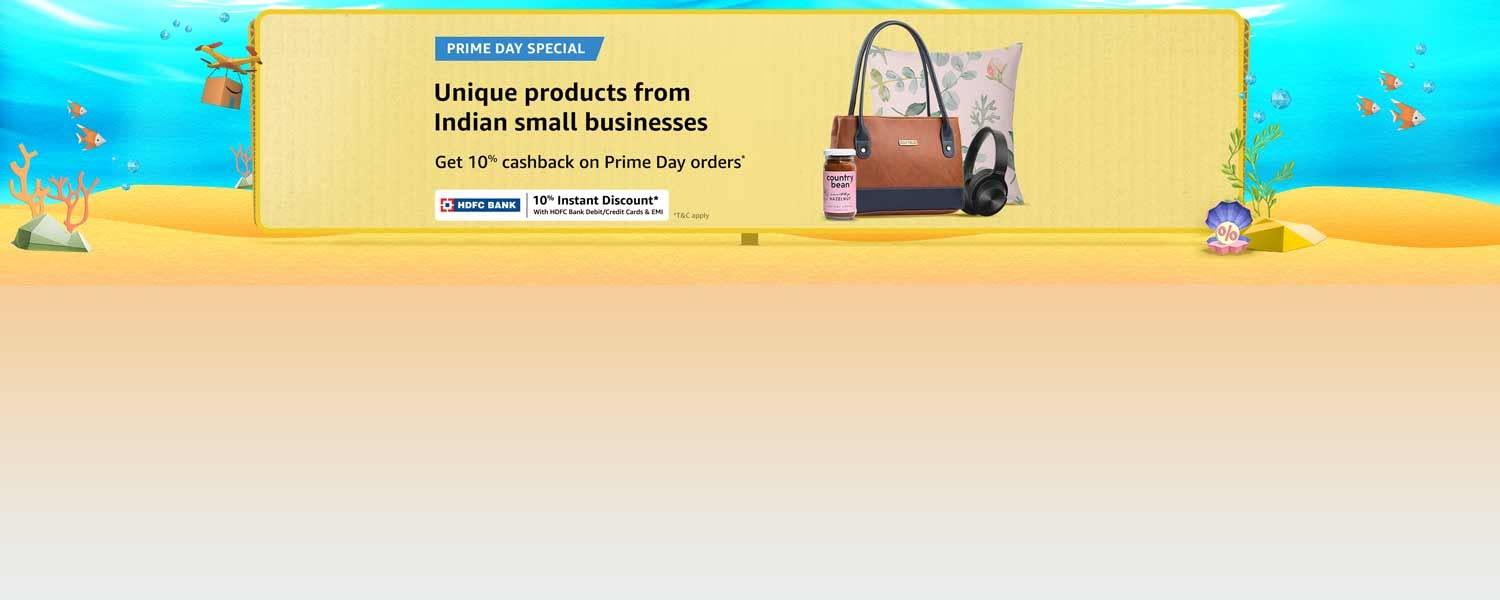 PRIME DAY SPECIAL
Unique products from
Indian small businesses
Get 10% cashback on Prime Day orders*
HDFC BANK
10% Instant Discount*
With HDFC Bank Debit/Credit Cards & EMI
*T&C apply
country
bean
HAZELNUT
%